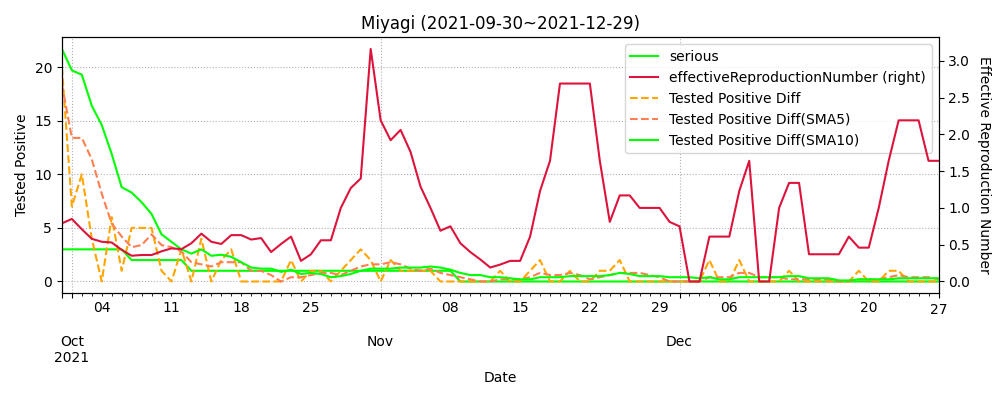 Miyagi (2021-09-30~2021-12-29)
serious
effectiveReproductionNumber (right)
Tested Positive Diff
Tested Positive Diff(SMA5)
Tested Positive Diff(SMA10)
Tested Positive
20
15
10
5
0
Effective Reproduction Number
3.0
2.5
2.0
1.5
1.0
0.5
0.0
04 11 18 25 08 15 22 29 06 13 20 27
Oct Nov Dec
2021
Date